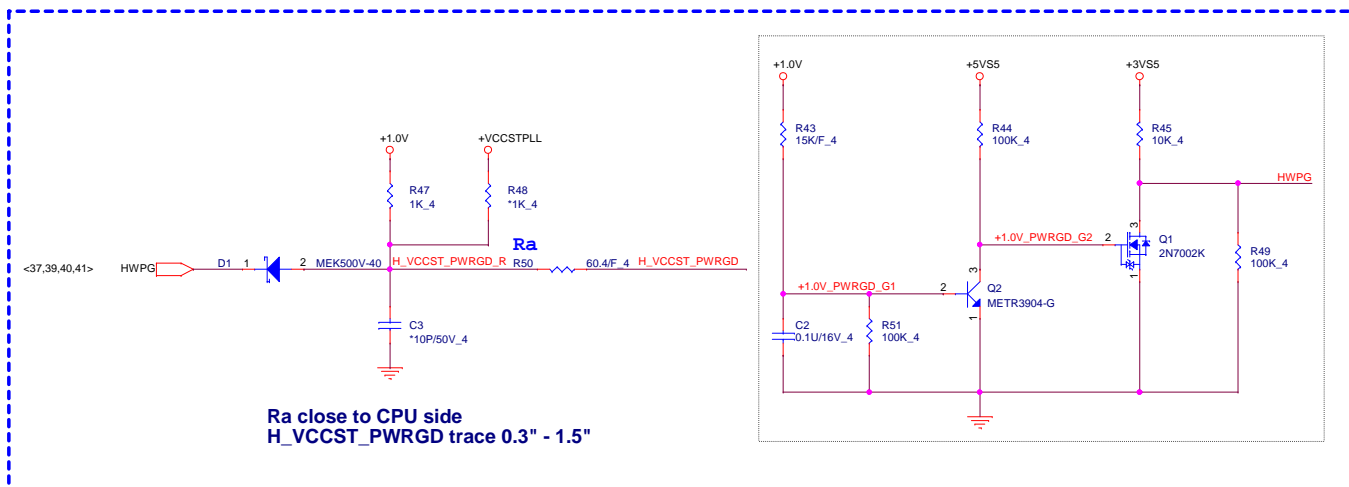 +1.0V
+VCCSTPLL
R47
1K_4
R48
*1K_4
Ra
<37,39,40,41>
HWPG
D1
1
2
MEK500V-40
H_VCCST_PWRGD_R
R50
60.4/F_4
H_VCCST_PWRGD
C3
*10P/50V_4
Ra close to CPU side
H_VCCST_PWRGD trace 0.3" - 1.5"
+1.0V
+5VS5
+3VS5
R43
15K/F_4
R44
100K_4
R45
10K_4
HWPG
+1.0V_PWRGD_G2
2
3
1
Q1
2N7002K
R49
100K_4
+1.0V_PWRGD_G1
2
3
1
Q2
METR3904-G
C2
0.1U/16V_4
R51
100K_4